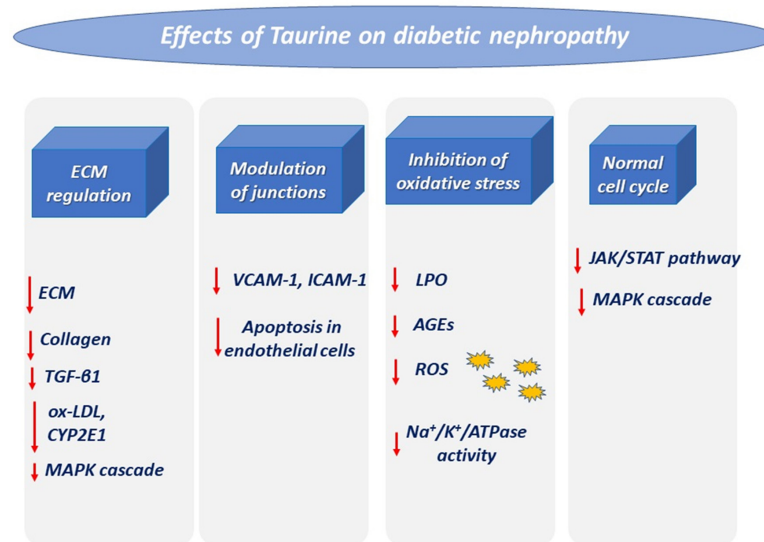 Effects of Taurine on diabetic nephropathy
ECM
regulation
ECM
Collagen
TGF-β1
ox-LDL,
CYP2E1
MAPK cascade
Modulation
of junctions
VCAM-1, ICAM-1
Apoptosis in
endothelial cells
Inhibition of
oxidative stress
LPO
AGEs
ROS
Na⁺/K⁺/ATPase
activity
Normal
cell cycle
JAK/STAT pathway
MAPK cascade